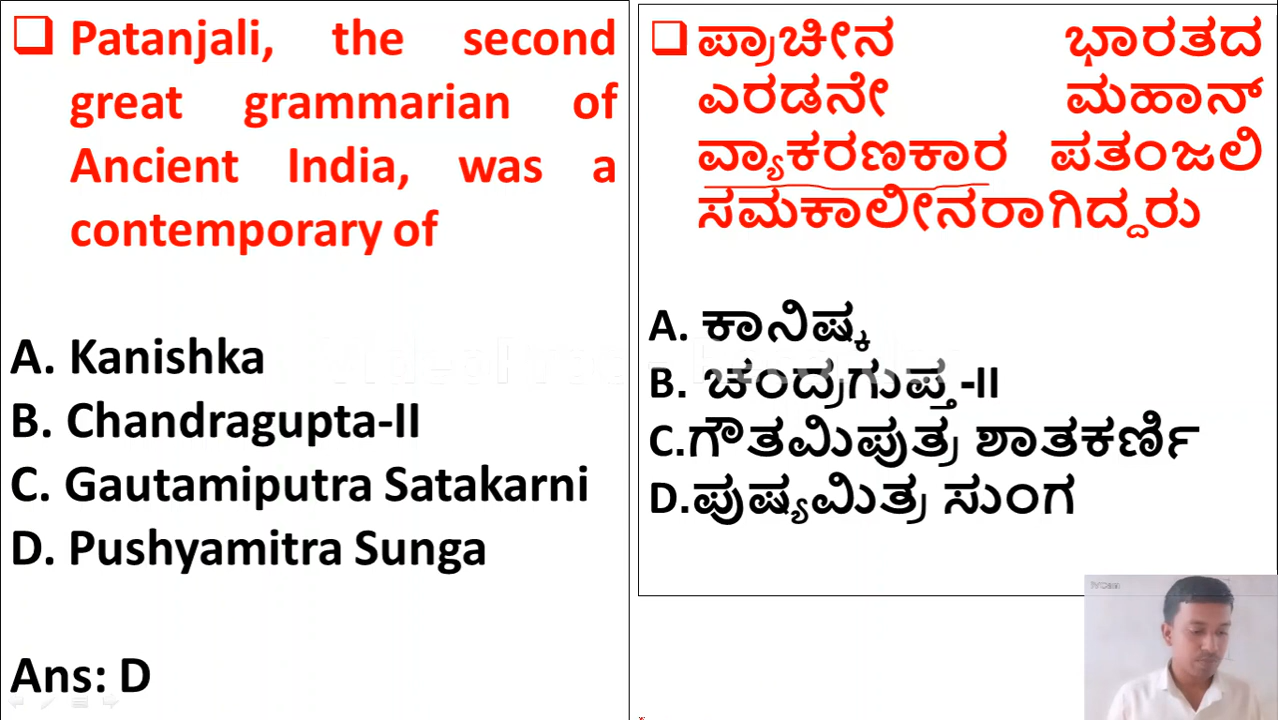 Patanjali, the second
great grammarian of
Ancient India, was a
contemporary of
A. Kanishka
B. Chandragupta-II
C. Gautamiputra Satakarni
D. Pushyamitra Sunga
Ans: D
ಪ್ರಾಚೀನ ಭಾರತದ
ಎರಡನೇ ಮಹಾನ್
ವ್ಯಾಕರಣಕಾರ ಪತಂಜಲಿ
ಸಮಕಾಲೀನರಾಗಿದ್ದರು
A. ಕಾನಿಷ್ಕ
B. ಚಂದ್ರಗುಪ್ತ-II
C.ಗೌತಮಿಪುತ್ರ ಶಾತಕರ್ಣಿ
D.ಪುಷ್ಯಮಿತ್ರ ಸುಂಗ